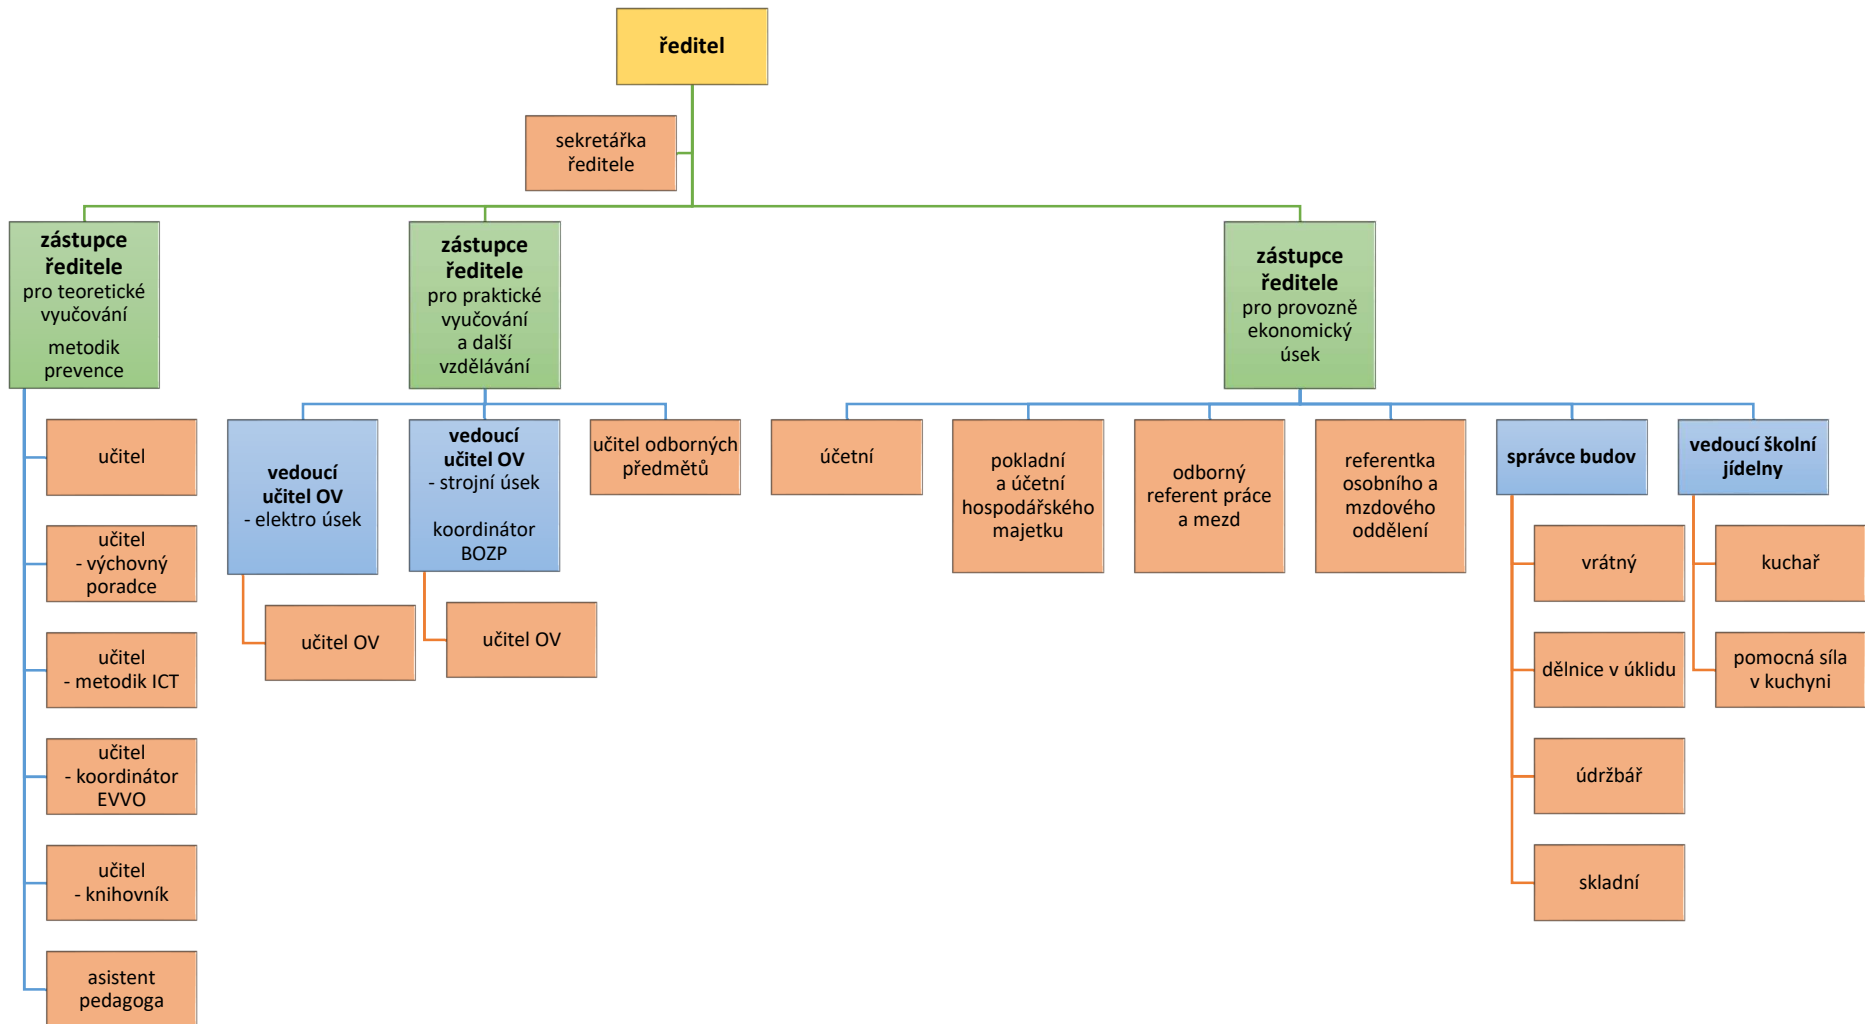 ředitel
sekretářka
ředitele
zástupce
ředitele
pro teoretické
vyučování
metodik
prevence
zástupce
ředitele
pro praktické
vyučování
a další
vzdělávání
zástupce
ředitele
pro provozně
ekonomický
úsek
učitel
učitel
- výchovný
poradce
učitel
- metodik ICT
učitel
- koordinátor
EVVO
učitel
- knihovník
asistent
pedagoga
vedoucí
učitel OV
- elektro úsek
učitel OV
vedoucí
učitel OV
- strojní úsek
koordinátor
BOZP
učitel OV
učitel odborných
předmětů
účetní
pokladní
a účetní
hospodářského
majetku
odborný
referent práce
a mezd
referentka
osobního a
mzdového
oddělení
správce budov
vrátný
dělnice v úklidu
údržbář
skladní
vedoucí školní
jídelny
kuchař
pomocná síla
v kuchyni